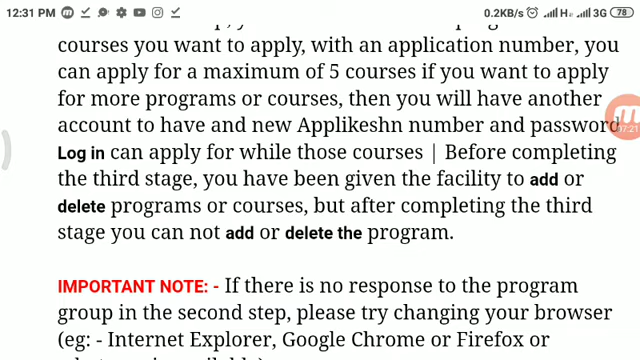 12:31 PM 0.2KB/s 3G 78
courses you want to apply, with an application number, you
can apply for a maximum of 5 courses if you want to apply
for more programs or courses, then you will have another
account to have and new Applikeshn number and password
07:21
Log in can apply for while those courses | Before completing
the third stage, you have been given the facility to add or
delete programs or courses, but after completing the third
stage you can not add or delete the program.
IMPORTANT NOTE: - If there is no response to the program
group in the second step, please try changing your browser
(eg: - Internet Explorer, Google Chrome or Firefox or